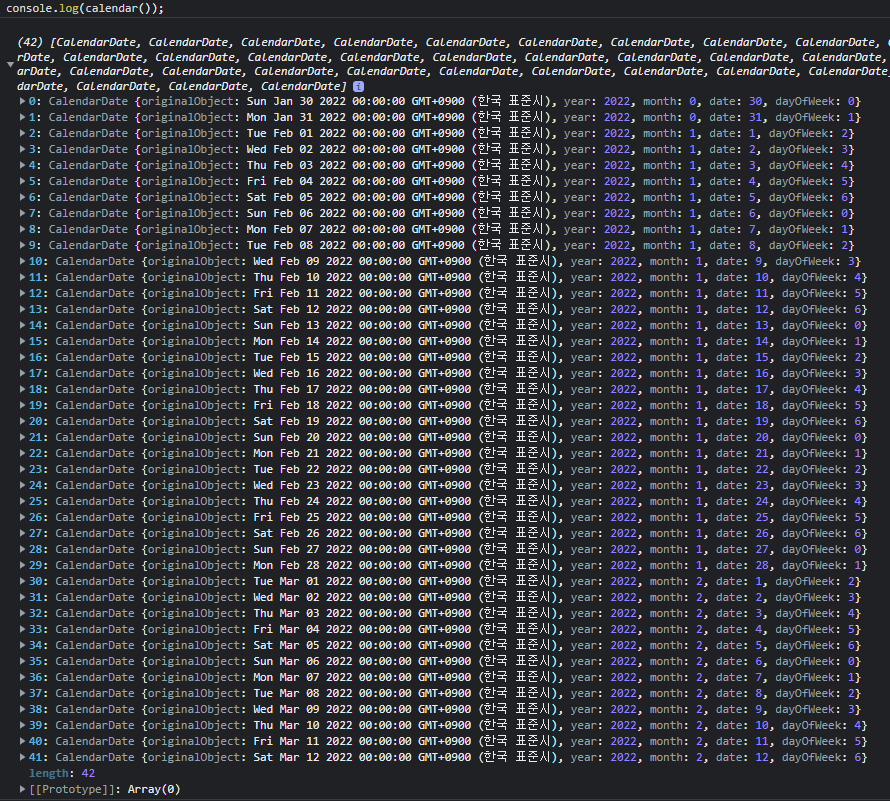 console.log(calendar());
(42) [CalendarDate, CalendarDate, CalendarDate, CalendarDate, CalendarDate, CalendarDate, CalendarDate, CalendarDate, CalendarDate, C
rDate, CalendarDate, CalendarDate, CalendarDate, CalendarDate, CalendarDate, CalendarDate, CalendarDate, CalendarDate, Calen
arDate, CalendarDate, CalendarDate, CalendarDate, CalendarDate, CalendarDate, CalendarDate, CalendarDate, CalendarDate,
darDate, CalendarDate, CalendarDate, CalendarDate] i
0: CalendarDate {originalObject: Sun Jan 30 2022 00:00:00 GMT+0900 (한국 표준시), year: 2022, month: 0, date: 30, dayOfWeek: 0}
1: CalendarDate {originalObject: Mon Jan 31 2022 00:00:00 GMT+0900 (한국 표준시), year: 2022, month: 0, date: 31, dayOfWeek: 1}
2: CalendarDate {originalObject: Tue Feb 01 2022 00:00:00 GMT+0900 (한국 표준시), year: 2022, month: 1, date: 1, dayOfWeek: 2}
3: CalendarDate {originalObject: Wed Feb 02 2022 00:00:00 GMT+0900 (한국 표준시), year: 2022, month: 1, date: 2, dayOfWeek: 3}
4: CalendarDate {originalObject: Thu Feb 03 2022 00:00:00 GMT+0900 (한국 표준시), year: 2022, month: 1, date: 3, dayOfWeek: 4}
5: CalendarDate {originalObject: Fri Feb 04 2022 00:00:00 GMT+0900 (한국 표준시), year: 2022, month: 1, date: 4, dayOfWeek: 5}
6: CalendarDate {originalObject: Sat Feb 05 2022 00:00:00 GMT+0900 (한국 표준시), year: 2022, month: 1, date: 5, dayOfWeek: 6}
7: CalendarDate {originalObject: Sun Feb 06 2022 00:00:00 GMT+0900 (한국 표준시), year: 2022, month: 1, date: 6, dayOfWeek: 0}
8: CalendarDate {originalObject: Mon Feb 07 2022 00:00:00 GMT+0900 (한국 표준시), year: 2022, month: 1, date: 7, dayOfWeek: 1}
9: CalendarDate {originalObject: Tue Feb 08 2022 00:00:00 GMT+0900 (한국 표준시), year: 2022, month: 1, date: 8, dayOfWeek: 2}
10: CalendarDate {originalObject: Wed Feb 09 2022 00:00:00 GMT+0900 (한국 표준시), year: 2022, month: 1, date: 9, dayOfWeek: 3}
11: CalendarDate {originalObject: Thu Feb 10 2022 00:00:00 GMT+0900 (한국 표준시), year: 2022, month: 1, date: 10, dayOfWeek: 4}
12: CalendarDate {originalObject: Fri Feb 11 2022 00:00:00 GMT+0900 (한국 표준시), year: 2022, month: 1, date: 11, dayOfWeek: 5}
13: CalendarDate {originalObject: Sat Feb 12 2022 00:00:00 GMT+0900 (한국 표준시), year: 2022, month: 1, date: 12, dayOfWeek: 6}
14: CalendarDate {originalObject: Sun Feb 13 2022 00:00:00 GMT+0900 (한국 표준시), year: 2022, month: 1, date: 13, dayOfWeek: 0}
15: CalendarDate {originalObject: Mon Feb 14 2022 00:00:00 GMT+0900 (한국 표준시), year: 2022, month: 1, date: 14, dayOfWeek: 1}
16: CalendarDate {originalObject: Tue Feb 15 2022 00:00:00 GMT+0900 (한국 표준시), year: 2022, month: 1, date: 15, dayOfWeek: 2}
17: CalendarDate {originalObject: Wed Feb 16 2022 00:00:00 GMT+0900 (한국 표준시), year: 2022, month: 1, date: 16, dayOfWeek: 3}
18: CalendarDate {originalObject: Thu Feb 17 2022 00:00:00 GMT+0900 (한국 표준시), year: 2022, month: 1, date: 17, dayOfWeek: 4}
19: CalendarDate {originalObject: Fri Feb 18 2022 00:00:00 GMT+0900 (한국 표준시), year: 2022, month: 1, date: 18, dayOfWeek: 5}
20: CalendarDate {originalObject: Sat Feb 19 2022 00:00:00 GMT+0900 (한국 표준시), year: 2022, month: 1, date: 19, dayOfWeek: 6}
21: CalendarDate {originalObject: Sun Feb 20 2022 00:00:00 GMT+0900 (한국 표준시), year: 2022, month: 1, date: 20, dayOfWeek: 0}
22: CalendarDate {originalObject: Mon Feb 21 2022 00:00:00 GMT+0900 (한국 표준시), year: 2022, month: 1, date: 21, dayOfWeek: 1}
23: CalendarDate {originalObject: Tue Feb 22 2022 00:00:00 GMT+0900 (한국 표준시), year: 2022, month: 1, date: 22, dayOfWeek: 2}
24: CalendarDate {originalObject: Wed Feb 23 2022 00:00:00 GMT+0900 (한국 표준시), year: 2022, month: 1, date: 23, dayOfWeek: 3}
25: CalendarDate {originalObject: Thu Feb 24 2022 00:00:00 GMT+0900 (한국 표준시), year: 2022, month: 1, date: 24, dayOfWeek: 4}
26: CalendarDate {originalObject: Fri Feb 25 2022 00:00:00 GMT+0900 (한국 표준시), year: 2022, month: 1, date: 25, dayOfWeek: 5}
27: CalendarDate {originalObject: Sat Feb 26 2022 00:00:00 GMT+0900 (한국 표준시), year: 2022, month: 1, date: 26, dayOfWeek: 6}
28: CalendarDate {originalObject: Sun Feb 27 2022 00:00:00 GMT+0900 (한국 표준시), year: 2022, month: 1, date: 27, dayOfWeek: 0}
29: CalendarDate {originalObject: Mon Feb 28 2022 00:00:00 GMT+0900 (한국 표준시), year: 2022, month: 1, date: 28, dayOfWeek: 1}
30: CalendarDate {originalObject: Tue Mar 01 2022 00:00:00 GMT+0900 (한국 표준시), year: 2022, month: 2, date: 1, dayOfWeek: 2}
31: CalendarDate {originalObject: Wed Mar 02 2022 00:00:00 GMT+0900 (한국 표준시), year: 2022, month: 2, date: 2, dayOfWeek: 3}
32: CalendarDate {originalObject: Thu Mar 03 2022 00:00:00 GMT+0900 (한국 표준시), year: 2022, month: 2, date: 3, dayOfWeek: 4}
33: CalendarDate {originalObject: Fri Mar 04 2022 00:00:00 GMT+0900 (한국 표준시), year: 2022, month: 2, date: 4, dayOfWeek: 5}
34: CalendarDate {originalObject: Sat Mar 05 2022 00:00:00 GMT+0900 (한국 표준시), year: 2022, month: 2, date: 5, dayOfWeek: 6}
35: CalendarDate {originalObject: Sun Mar 06 2022 00:00:00 GMT+0900 (한국 표준시), year: 2022, month: 2, date: 6, dayOfWeek: 0}
36: CalendarDate {originalObject: Mon Mar 07 2022 00:00:00 GMT+0900 (한국 표준시), year: 2022, month: 2, date: 7, dayOfWeek: 1}
37: CalendarDate {originalObject: Tue Mar 08 2022 00:00:00 GMT+0900 (한국 표준시), year: 2022, month: 2, date: 8, dayOfWeek: 2}
38: CalendarDate {originalObject: Wed Mar 09 2022 00:00:00 GMT+0900 (한국 표준시), year: 2022, month: 2, date: 9, dayOfWeek: 3}
39: CalendarDate {originalObject: Thu Mar 10 2022 00:00:00 GMT+0900 (한국 표준시), year: 2022, month: 2, date: 10, dayOfWeek: 4}
40: CalendarDate {originalObject: Fri Mar 11 2022 00:00:00 GMT+0900 (한국 표준시), year: 2022, month: 2, date: 11, dayOfWeek: 5}
41: CalendarDate {originalObject: Sat Mar 12 2022 00:00:00 GMT+0900 (한국 표준시), year: 2022, month: 2, date: 12, dayOfWeek: 6}
length: 42
[[Prototype]]: Array(0)